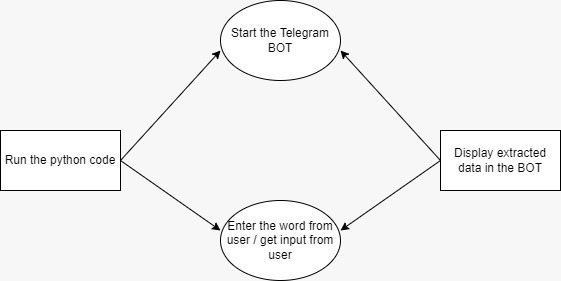 Start the Telegram
BOT
Run the python code
Display extracted
data in the BOT
Enter the word from
user / get input from
user